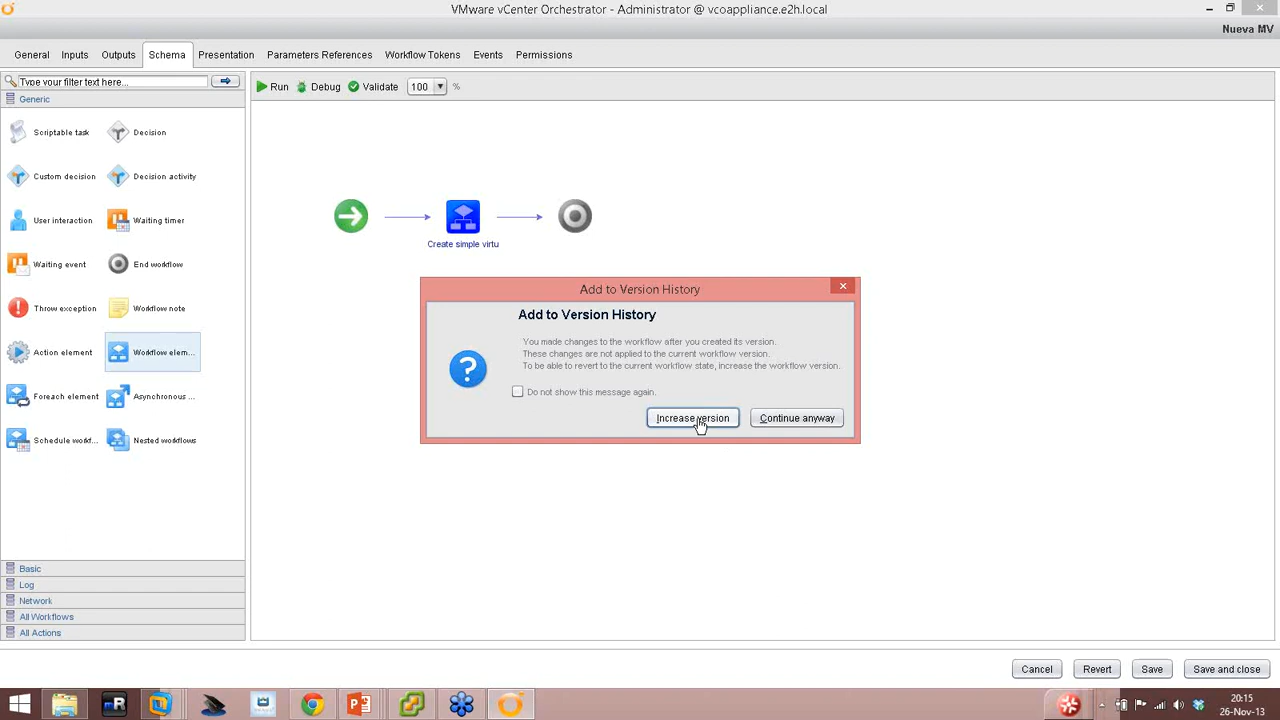 VMware vCenter Orchestrator - Administrator @ vcoappliance.e2h.local
Nueva MV
General Inputs Outputs Schema Presentation Parameters References Workflow Tokens Events Permissions
Type your filter text here...
Run Debug Validate 100 %
Generic
Scriptable task Decision
Custom decision Decision activity
User interaction Waiting timer
Waiting event End workflow
Throw exception Workflow note
Action element Workflow elem...
Foreach element Asynchronous ...
Schedule workf... Nested workflows
Create simple virtu
Add to Version History
Add to Version History
You made changes to the workflow after you created its version.
These changes are not applied to the current workflow version.
To be able to revert to the current workflow state, increase the workflow version.
Do not show this message again.
Increase version Continue anyway
Basic
Log
Network
All Workflows
All Actions
Cancel Revert Save Save and close
20:15
26-Nov-13